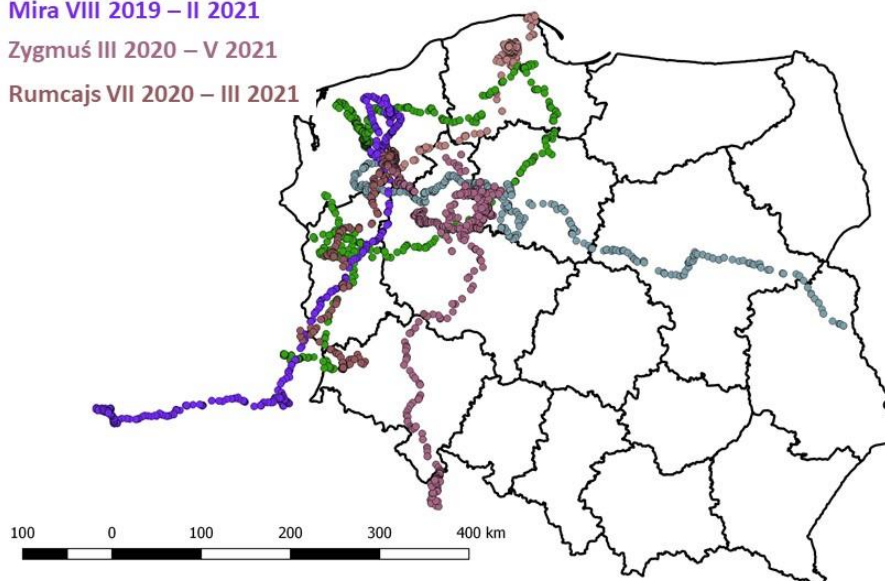 Mira VIII 2019 – II 2021
Zygmuś III 2020 – V 2021
Rumcajs VII 2020 – III 2021
100 0 100 200 300 400 km